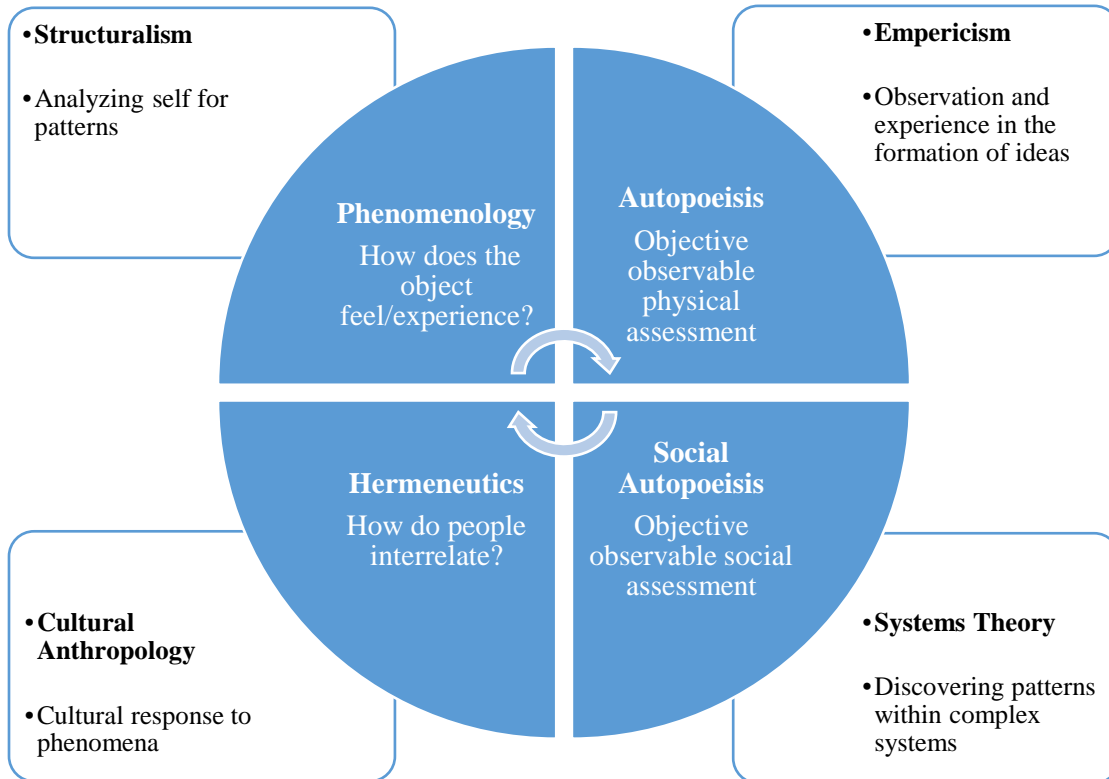 •Structuralism
•Analyzing self for
patterns
•Empericism
•Observation and
experience in the
formation of ideas
Phenomenology
How does the
object
feel/experience?
Autopoeisis
Objective
observable
physical
assessment
Hermeneutics
How do people
interrelate?
Social
Autopoeisis
Objective
observable social
assessment
•Cultural
Anthropology
•Cultural response to
phenomena
•Systems Theory
•Discovering patterns
within complex
systems